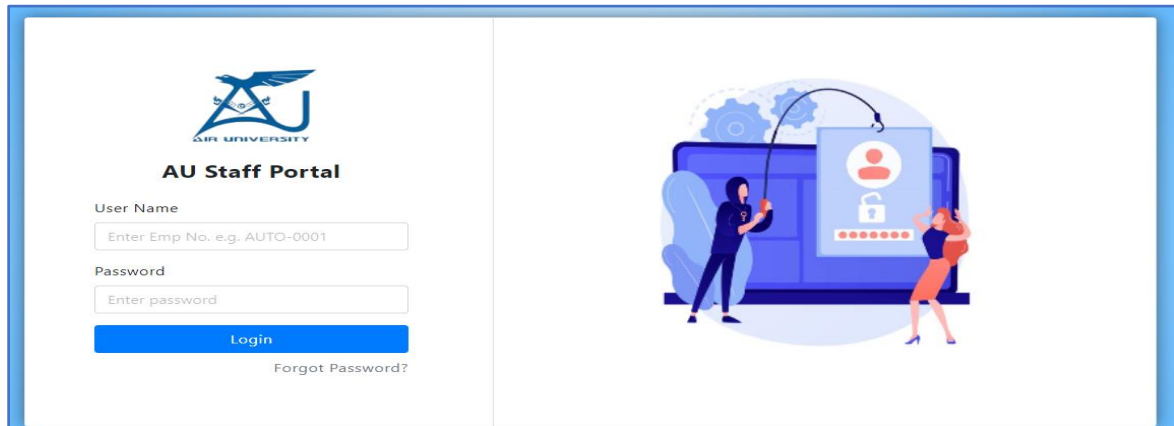 AIR UNIVERSITY
AU Staff Portal
User Name
Enter Emp No. e.g. AUTO-0001
Password
Enter password
Login
Forgot Password?